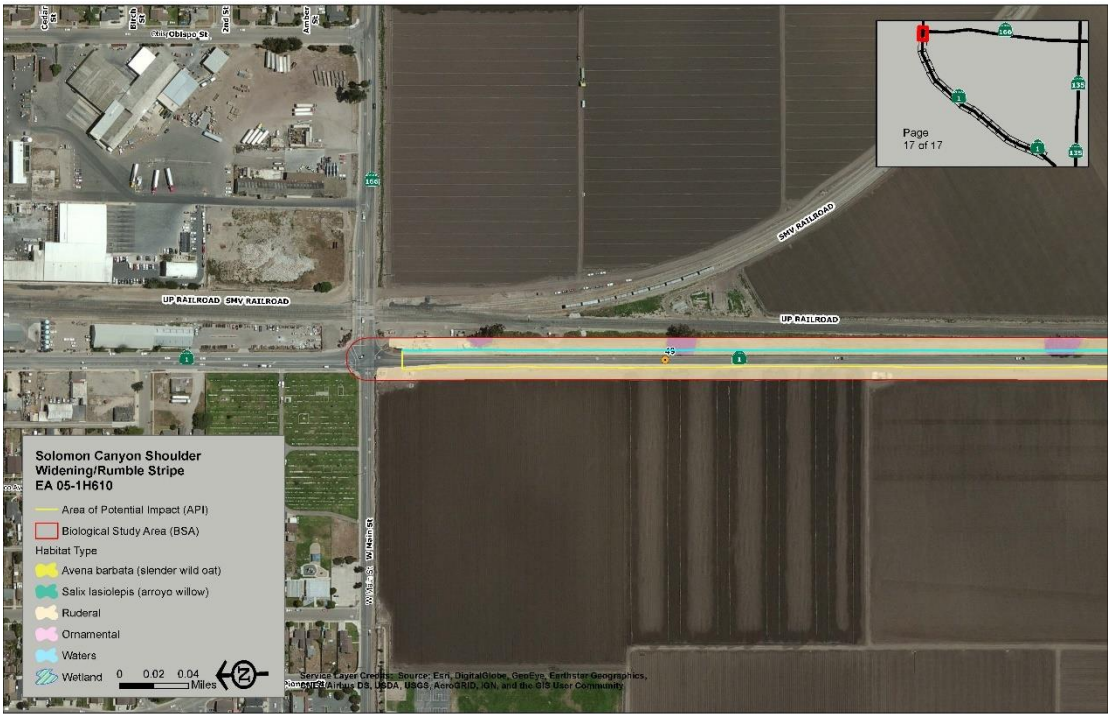 Cedar St
Birch St
2nd St
Amber St
Obispo St
166
166
135
1
1
135
Page
17 of 17
SMV RAILROAD
UP RAILROAD SMV RAILROAD
UP RAILROAD
1
49
1
W Main St
W Main St
Solomon Canyon Shoulder
Widening/Rumble Stripe
EA 05-1H610
Area of Potential Impact (API)
Biological Study Area (BSA)
Habitat Type
Avena barbata (slender wild oat)
Salix lasiolepis (arroyo willow)
Ruderal
Ornamental
Waters
Wetland
0 0.02 0.04
Miles
N
Service Layer Credits: Source: Esri, DigitalGlobe, GeoEye, Earthstar Geographics,
CNES/Airbus DS, USDA, USGS, AeroGRID, IGN, and the GIS User Community